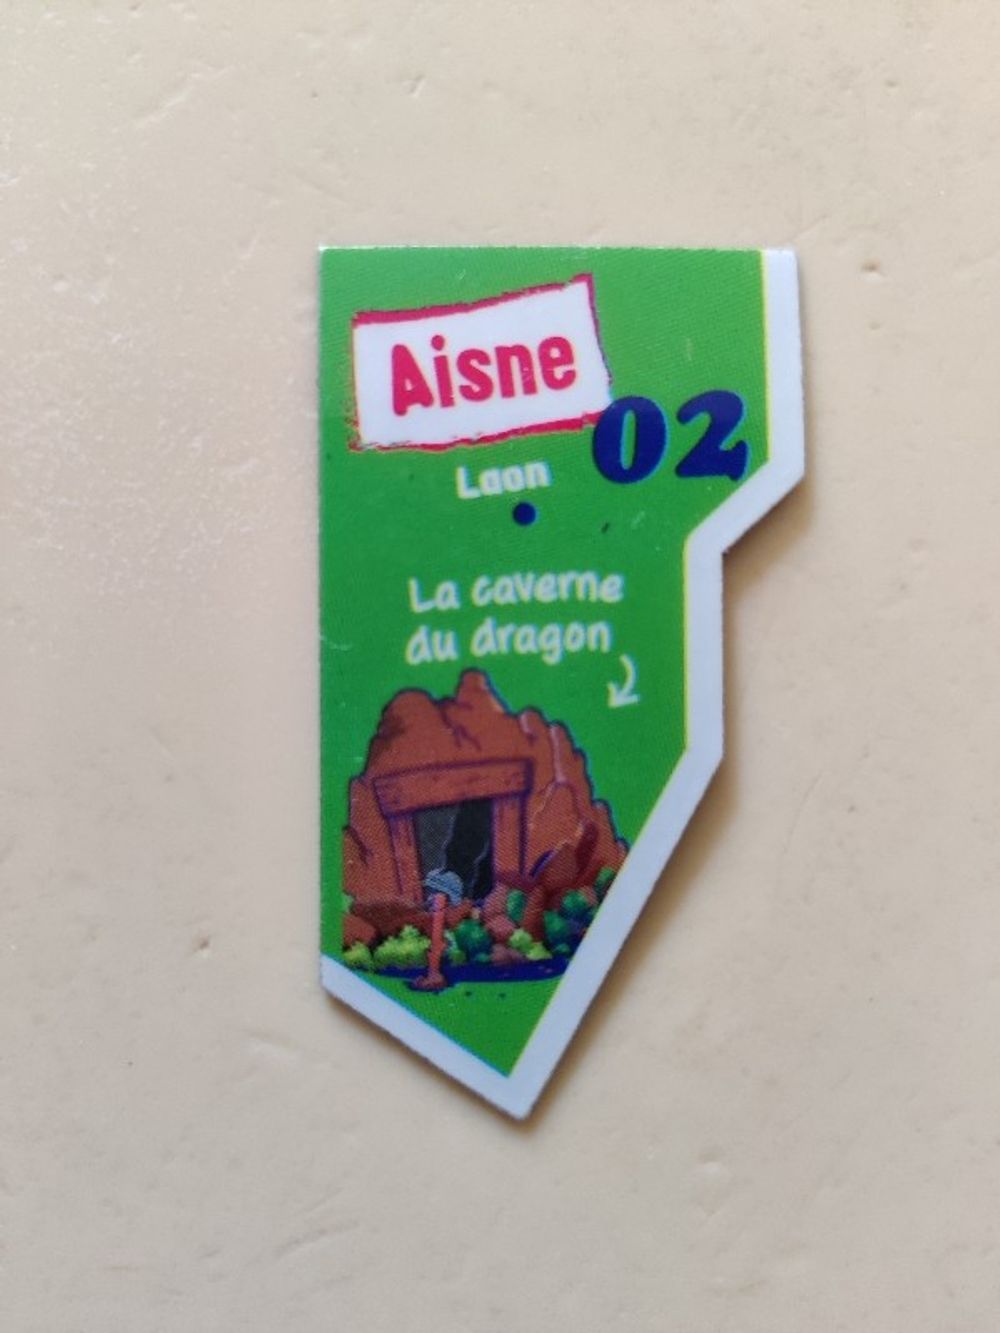 Aisne
02
Laon
La caverne
du dragon